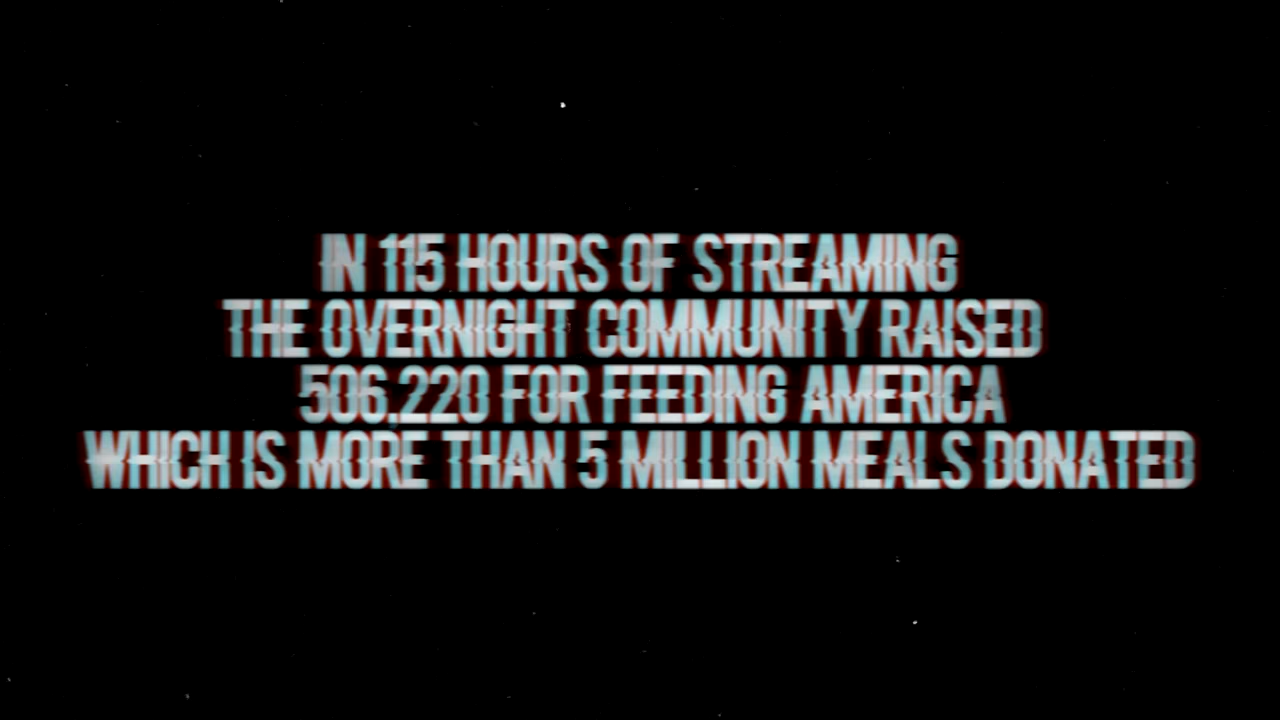 IN 115 HOURS OF STREAMING
THE OVERNIGHT COMMUNITY RAISED
506,220 FOR FEEDING AMERICA
WHICH IS MORE THAN 5 MILLION MEALS DONATED